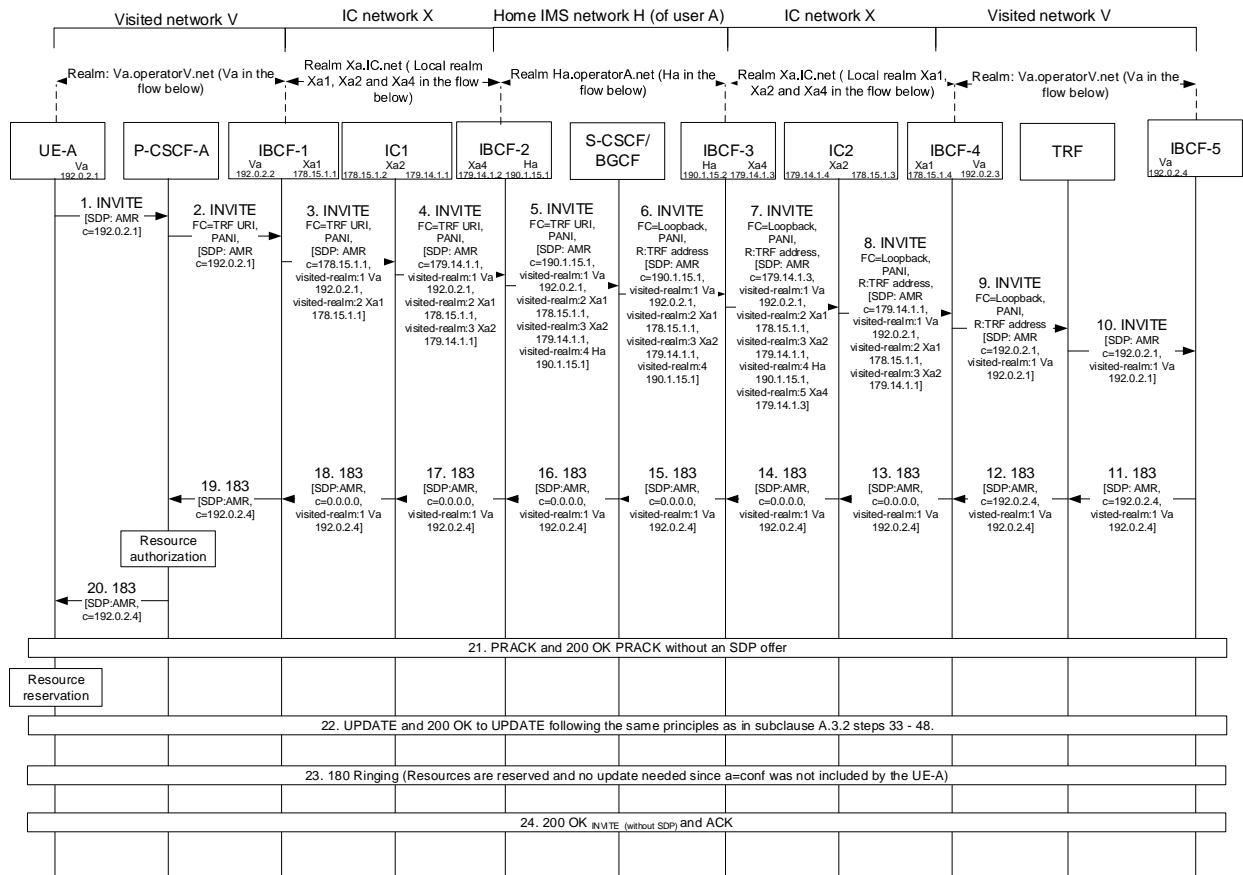 Visited network V
IC network X
Home IMS network H (of user A)
IC network X
Visited network V
Realm: Va.operatorV.net (Va in the
flow below)
Realm Xa.IC.net ( Local realm
Xa1, Xa2 and Xa4 in the flow
below)
Realm Ha.operatorA.net (Ha in the
flow below)
Realm Xa.IC.net ( Local realm Xa1,
Xa2 and Xa4 in the flow below)
Realm: Va.operatorV.net (Va in the
flow below)
UE-A
Va
192.0.2.1
P-CSCF-A
IBCF-1
Va Xa1
192.0.2.2 178.15.1.1
IC1
Xa2
178.15.1.2 179.14.1.1
IBCF-2
Xa4 Ha
179.14.1.2 190.1.15.1
S-CSCF/
BGCF
IBCF-3
Ha Xa4
190.1.15.2 179.14.1.3
IC2
Xa2
179.14.1.4 178.15.1.3
IBCF-4
Xa1 Va
178.15.1.4 192.0.2.3
TRF
IBCF-5
Va
192.0.2.4
1. INVITE
[SDP: AMR
c=192.0.2.1]
2. INVITE
FC=TRF URI,
PANI,
[SDP: AMR
c=192.0.2.1]
3. INVITE
FC=TRF URI,
PANI,
[SDP: AMR
c=178.15.1.1,
visited-realm:1 Va
192.0.2.1,
visited-realm:2 Xa1
178.15.1.1]
4. INVITE
FC=TRF URI,
PANI,
[SDP: AMR
c=179.14.1.1,
visited-realm:1 Va
192.0.2.1,
visited-realm:2 Xa1
178.15.1.1,
visited-realm:3 Xa2
179.14.1.1]
5. INVITE
FC=TRF URI,
PANI,
[SDP: AMR
c=190.1.15.1,
visited-realm:1 Va
192.0.2.1,
visited-realm:2 Xa1
178.15.1.1,
visited-realm:3 Xa2
179.14.1.1,
visited-realm:4 Ha
190.1.15.1]
6. INVITE
FC=Loopback,
PANI,
R:TRF address
[SDP: AMR
c=190.1.15.1,
visited-realm:1 Va
192.0.2.1,
visited-realm:2 Xa1
178.15.1.1,
visited-realm:3 Xa2
179.14.1.1,
visited-realm:4
190.1.15.1]
7. INVITE
FC=Loopback,
PANI,
R:TRF address,
[SDP: AMR
c=179.14.1.3,
visited-realm:1 Va
192.0.2.1,
visited-realm:2 Xa1
178.15.1.1,
visited-realm:3 Xa2
179.14.1.1,
visited-realm:4 Ha
190.1.15.1,
visited-realm:5 Xa4
179.14.1.3]
8. INVITE
FC=Loopback,
PANI,
R:TRF address,
[SDP: AMR
c=179.14.1.1,
visited-realm:1 Va
192.0.2.1,
visited-realm:2 Xa1
178.15.1.1,
visited-realm:3 Xa2
179.14.1.1]
9. INVITE
FC=Loopback,
PANI,
R:TRF address
[SDP: AMR
c=192.0.2.1,
visited-realm:1 Va
192.0.2.1]
10. INVITE
[SDP: AMR
c=192.0.2.1,
visited-realm:1 Va
192.0.2.1]
19. 183
[SDP:AMR,
c=192.0.2.4]
18. 183
[SDP:AMR,
c=0.0.0.0,
visited-realm:1 Va
192.0.2.4]
17. 183
[SDP:AMR,
c=0.0.0.0,
visited-realm:1 Va
192.0.2.4]
16. 183
[SDP:AMR,
c=0.0.0.0,
visited-realm:1 Va
192.0.2.4]
15. 183
[SDP:AMR,
c=0.0.0.0,
visited-realm:1 Va
192.0.2.4]
14. 183
[SDP:AMR,
c=0.0.0.0,
visited-realm:1 Va
192.0.2.4]
13. 183
[SDP:AMR,
c=0.0.0.0,
visited-realm:1 Va
192.0.2.4]
12. 183
[SDP: AMR,
c=192.0.2.4,
visited-realm:1 Va
192.0.2.4]
11. 183
[SDP: AMR,
c=192.0.2.4,
visted-realm:1 Va
192.0.2.4]
Resource
authorization
20. 183
[SDP:AMR,
c=192.0.2.4]
21. PRACK and 200 OK PRACK without an SDP offer
Resource
reservation
22. UPDATE and 200 OK to UPDATE following the same principles as in subclause A.3.2 steps 33 - 48.
23. 180 Ringing (Resources are reserved and no update needed since a=conf was not included by the UE-A)
24. 200 OK INVITE (without SDP) and ACK